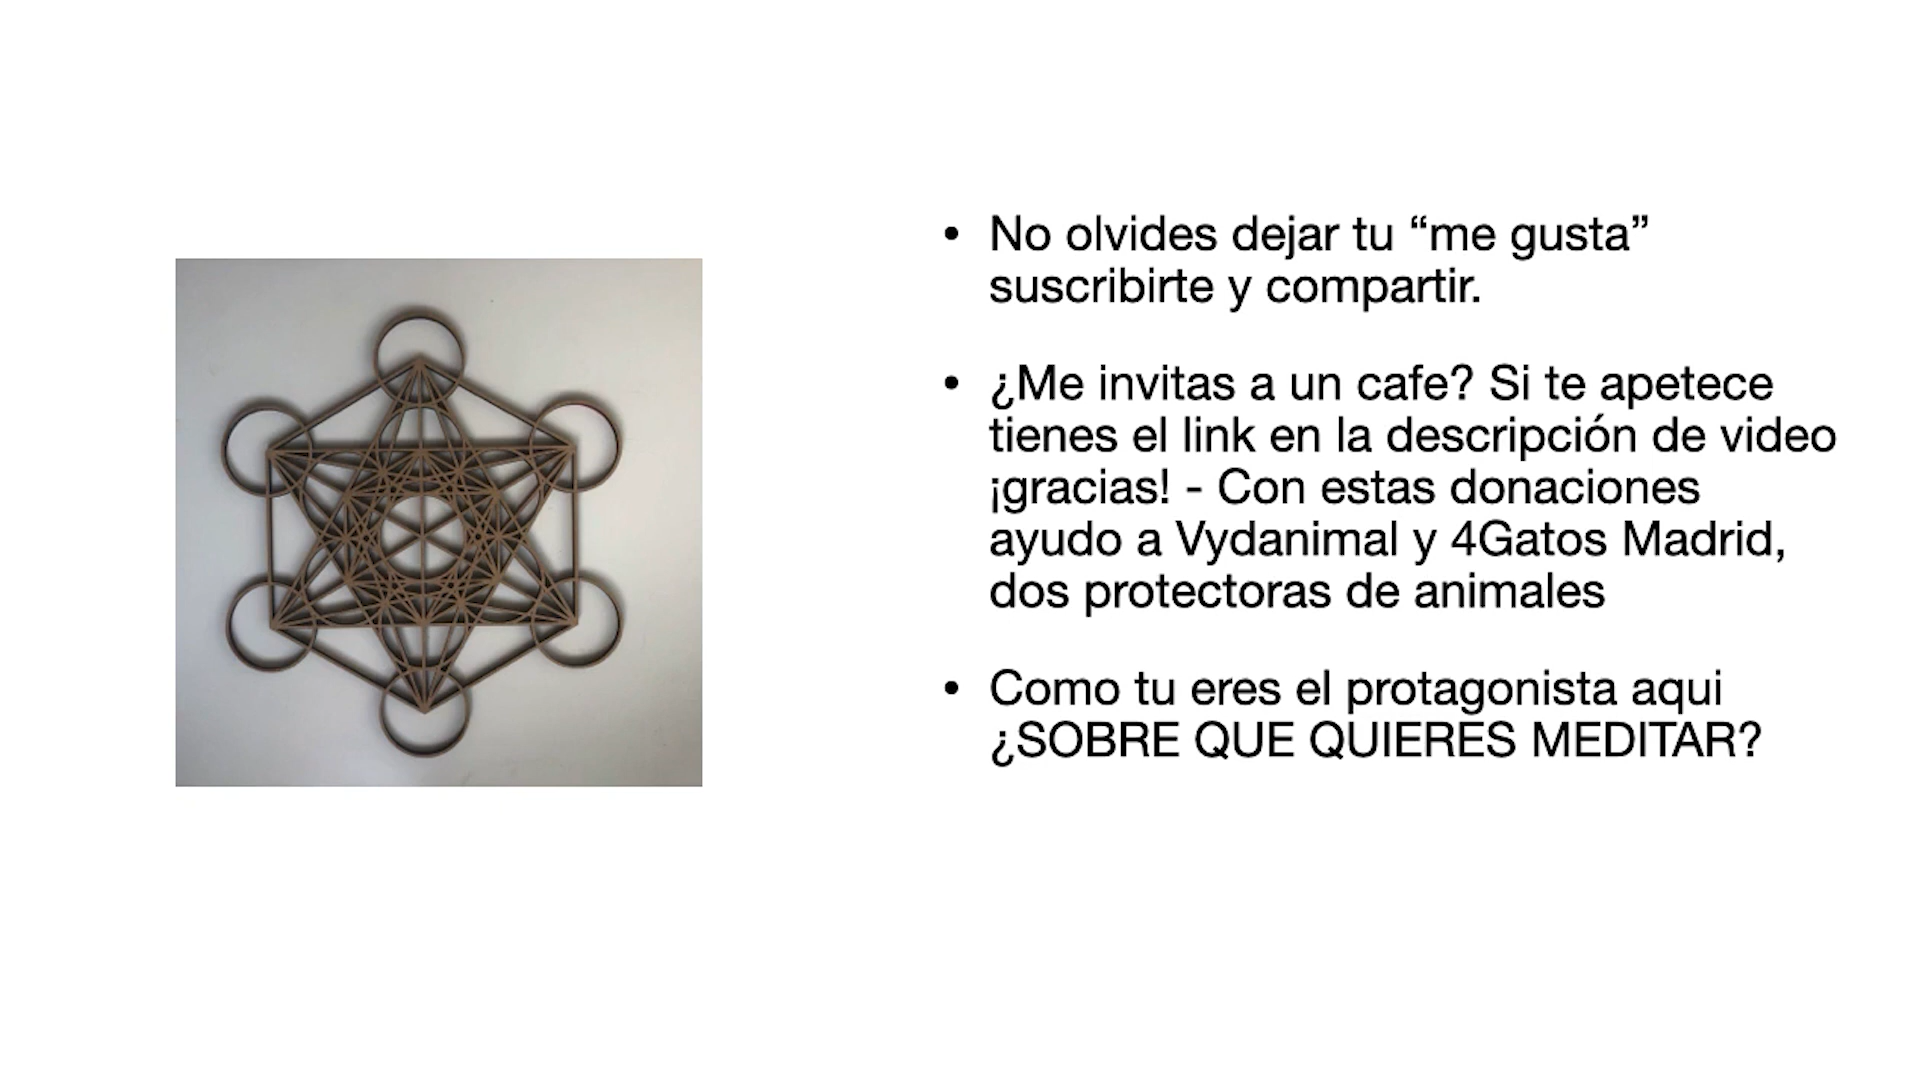 • No olvides dejar tu “me gusta”
suscribirte y compartir.
• ¿Me invitas a un cafe? Si te apetece
tienes el link en la descripción de video
¡gracias! - Con estas donaciones
ayudo a Vydanimal y 4Gatos Madrid,
dos protectoras de animales
• Como tu eres el protagonista aqui
¿SOBRE QUE QUIERES MEDITAR?